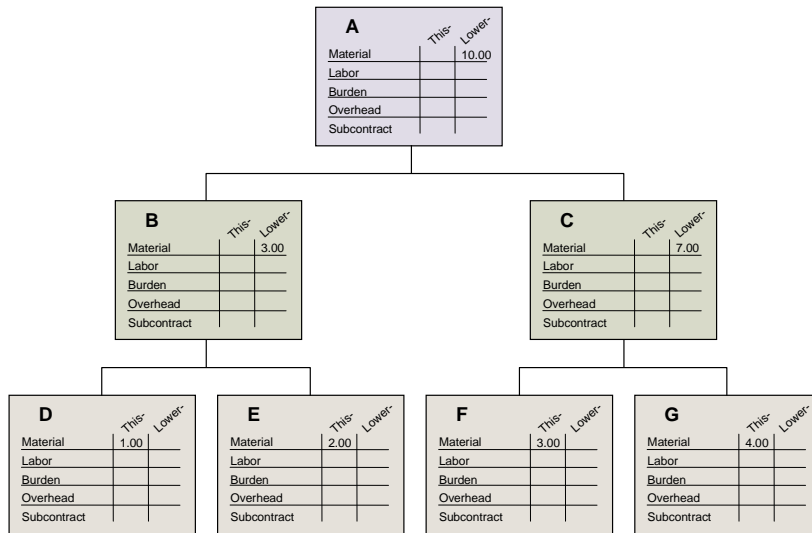 A
This- Lower-
Material 10.00
Labor
Burden
Overhead
Subcontract
B
This- Lower-
Material 3.00
Labor
Burden
Overhead
Subcontract
C
This- Lower-
Material 7.00
Labor
Burden
Overhead
Subcontract
D
This- Lower-
Material 1.00
Labor
Burden
Overhead
Subcontract
E
This- Lower-
Material 2.00
Labor
Burden
Overhead
Subcontract
F
This- Lower-
Material 3.00
Labor
Burden
Overhead
Subcontract
G
This- Lower-
Material 4.00
Labor
Burden
Overhead
Subcontract